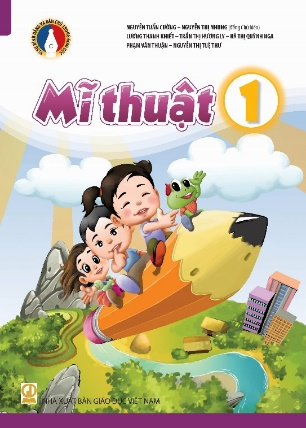 NGUYỄN TUẤN CƯỜNG - NGUYỄN THỊ NHUNG (Đồng Chủ biên)
LƯƠNG THANH KHIẾT - TRẦN THỊ HƯƠNG LY - VŨ THỊ QUỲNH NGA
PHẠM VĂN THUẬN - NGUYỄN THỊ TUỆ THƯ
Mĩ thuật 1
NHÀ XUẤT BẢN GIÁO DỤC VIỆT NAM